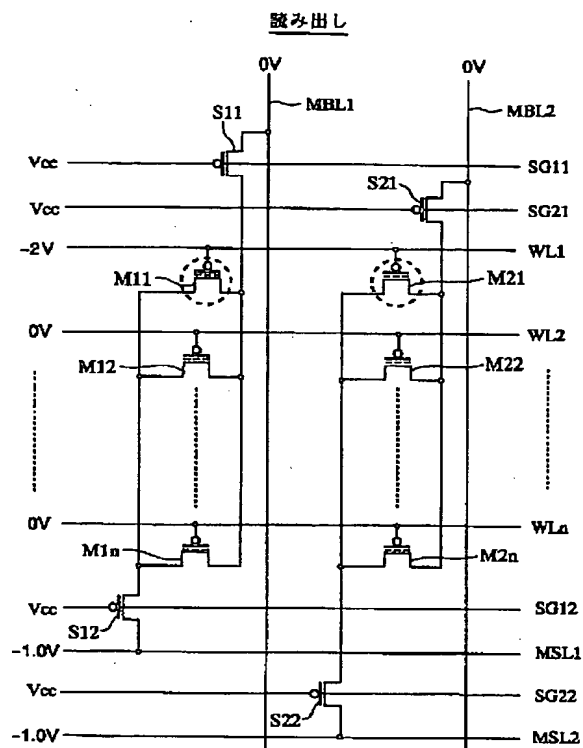 読み出し
0V 0V
MBL1
MBL2
S11
Vcc SG11
S21
Vcc SG21
-2V WL1
M11 M21
0V WL2
M12 M22
0V WLn
M1n M2n
Vcc SG12
S12
-1.0V MSL1
Vcc SG22
S22
-1.0V MSL2